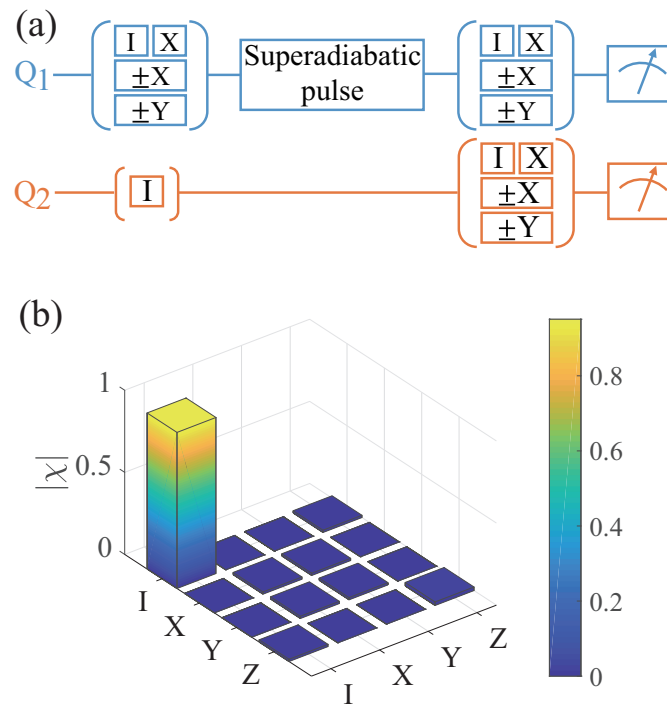 (a)
Q1
I X
±X
±Y
Superadiabatic
pulse
I X
±X
±Y
Q2
I
I X
±X
±Y
(b)
|χ|
1
0.5
0
I
X
Y
Z
I
X
Y
Z
0.8
0.6
0.4
0.2
0